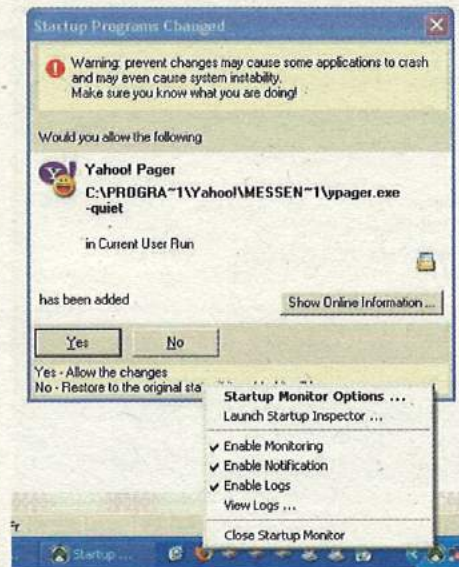 Startup Programs Changed
Warning: prevent changes may cause some applications to crash
and may even cause system instability.
Make sure you know what you are doing!
Would you allow the following
Yahoo! Pager
C:\PROGRA~1\Yahoo!\MESSEN~1\ypager.exe
-quiet
in Current User Run
has been added
Show Online Information ...
Yes
No
Yes - Allow the changes
No - Restore to the original
Startup Monitor Options ...
Launch Startup Inspector ...
Enable Monitoring
Enable Notification
Enable Logs
View Logs ...
Close Startup Monitor
Startup ...